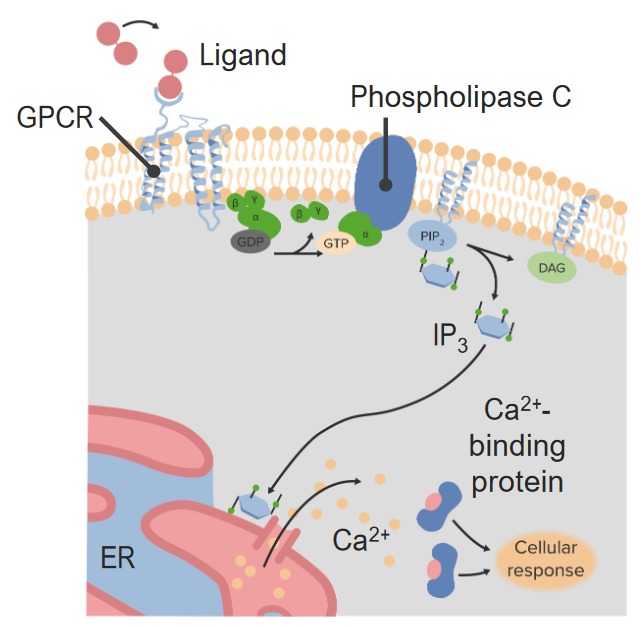 Ligand
Phospholipase C
GPCR
β γ
α
β γ
α
GDP
GTP
PIP₂
DAG
IP₃
Ca²⁺-
binding
protein
Ca²⁺
ER
Cellular
response